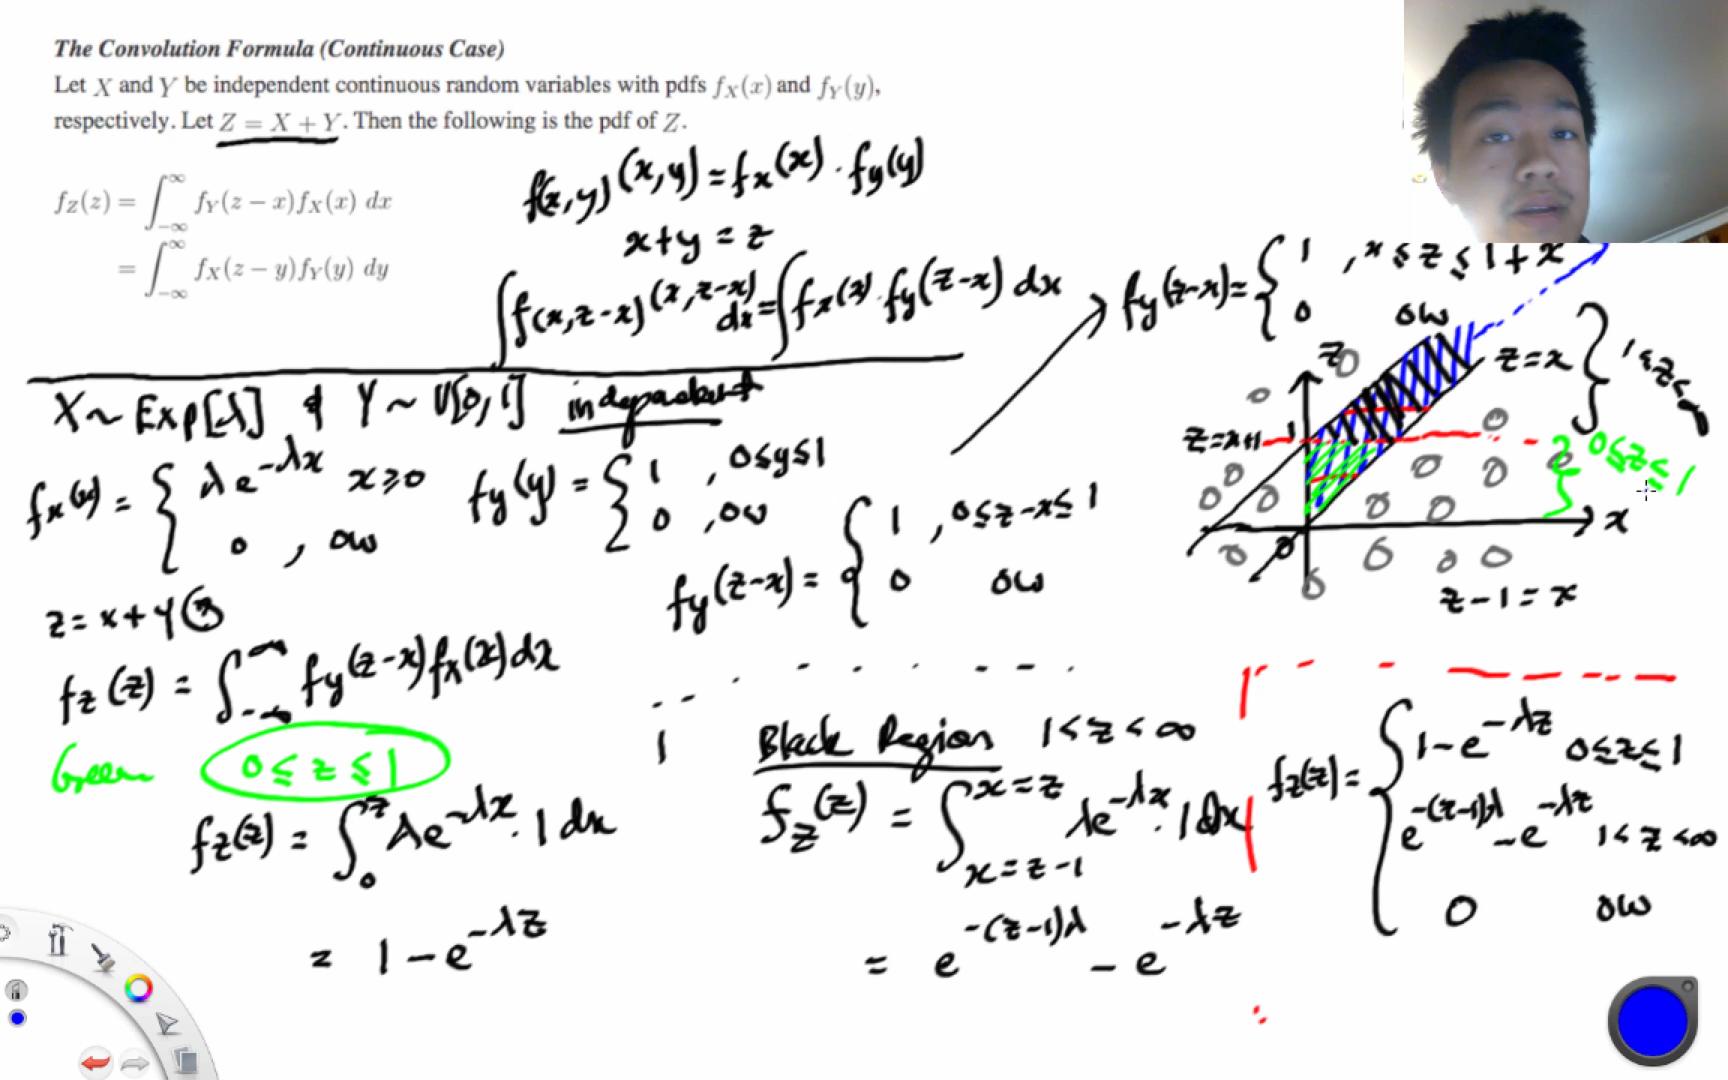 The Convolution Formula (Continuous Case)
Let X and Y be independent continuous random variables with pdfs f_X(x) and f_Y(y),
respectively. Let Z = X + Y. Then the following is the pdf of Z.
f_Z(z) = ∫_{-∞}^{∞} f_Y(z − x) f_X(x) dx
= ∫_{-∞}^{∞} f_X(z − y) f_Y(y) dy
f(x,y)(x,y) = fx(x) · fy(y)
x+y = z
∫f(x,z-x)(x,z-x) dx = ∫fx(x) · fy(z-x) dx
X ~ Exp[λ] & Y ~ U[0,1] independent
fx(x) = { λe^{-λx} x ≥ 0
0 , ow
fy(y) = { 1 , 0≤y≤1
0 , ow
fy(z-x) = { 1 , 0≤z-x≤1
0 ow
fy(z-x) = { 1 , x ≤ z ≤ 1+x
0 ow
z
z=x
z=x+1
1
1≤z≤
0≤z≤1
x
0
z-1=x
z = x+y
fz(z) = ∫_{-∞}^{∞} fy(z-x) fx(x) dx
Green 0 ≤ z ≤ 1
fz(z) = ∫_0^z λe^{-λx} · 1 dx
= 1 - e^{-λz}
Black Region 1 < z < ∞
fz(z) = ∫_{x=z-1}^{x=z} λe^{-λx} · 1 dx
= e^{-(z-1)λ} - e^{-λz}
fz(z) = { 1 - e^{-λz} 0≤z≤1
e^{-(z-1)λ} - e^{-λz} 1<z<∞
0 ow